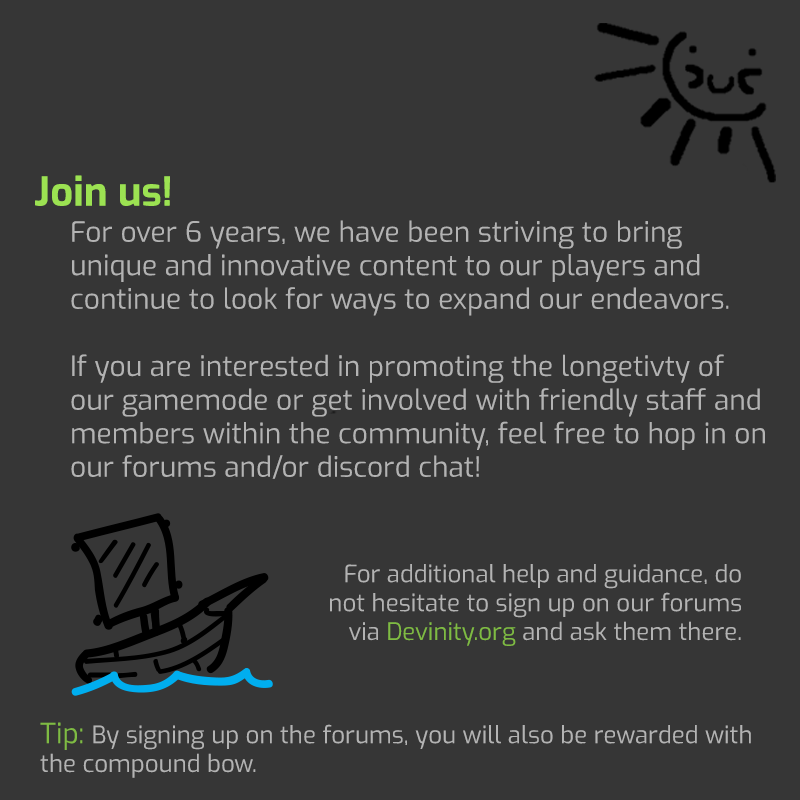 Join us!
For over 6 years, we have been striving to bring
unique and innovative content to our players and
continue to look for ways to expand our endeavors.
If you are interested in promoting the longetivty of
our gamemode or get involved with friendly staff and
members within the community, feel free to hop in on
our forums and/or discord chat!
For additional help and guidance, do
not hesitate to sign up on our forums
via Devinity.org and ask them there.
Tip: By signing up on the forums, you will also be rewarded with
the compound bow.